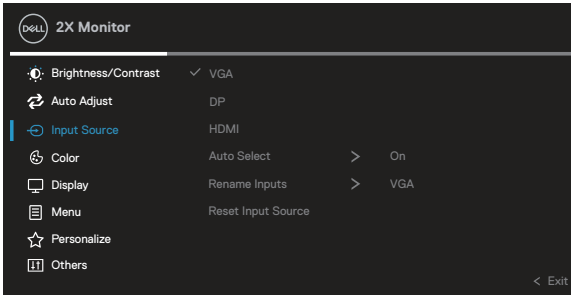 DELL 2X Monitor
Brightness/Contrast ✓ VGA
Auto Adjust DP
Input Source HDMI
Color Auto Select > On
Display Rename Inputs > VGA
Menu Reset Input Source
Personalize
Others
< Exit